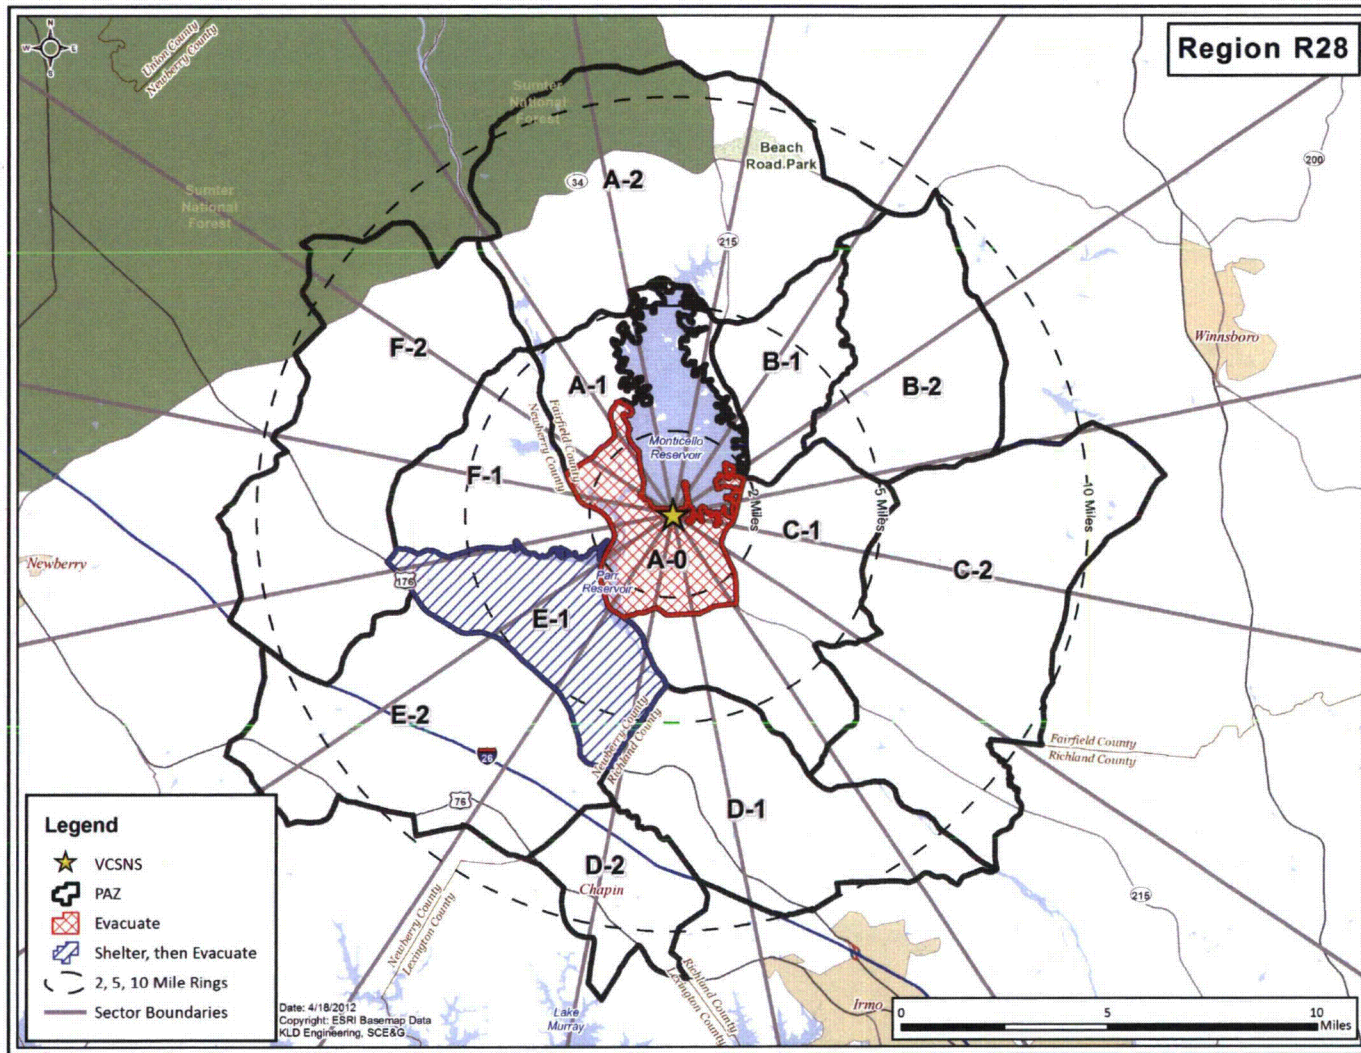 Region R28
N
W
E
S
Union County
Newberry County
Sumter
National
Forest
Beach
Road Park
200
34
A-2
Sumter
National
Forest
215
Winnsboro
F-2
B-1
A-1
B-2
Fairfield County
Newberry County
Monticello
Reservoir
F-1
2 Miles
5 Miles
10 Miles
C-1
A-0
C-2
Newberry
176
Parr
Reservoir
E-1
E-2
Newberry County
Richland County
26
Fairfield County
Richland County
76
D-1
D-2
Chapin
215
Newberry County
Lexington County
Richland County
Lexington County
Irmo
Lake
Murray
Legend
VCSNS
PAZ
Evacuate
Shelter, then Evacuate
2, 5, 10 Mile Rings
Sector Boundaries
Date: 4/18/2012
Copyright: ESRI Basemap Data
KLD Engineering, SCE&G
0 5 10
Miles